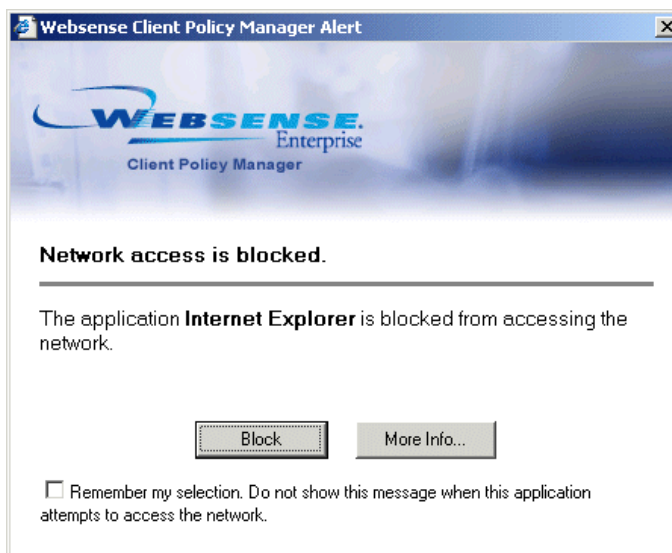 Websense Client Policy Manager Alert
WEBSENSE.
Enterprise
Client Policy Manager
Network access is blocked.
The application Internet Explorer is blocked from accessing the
network.
Block
More Info...
Remember my selection. Do not show this message when this application
attempts to access the network.